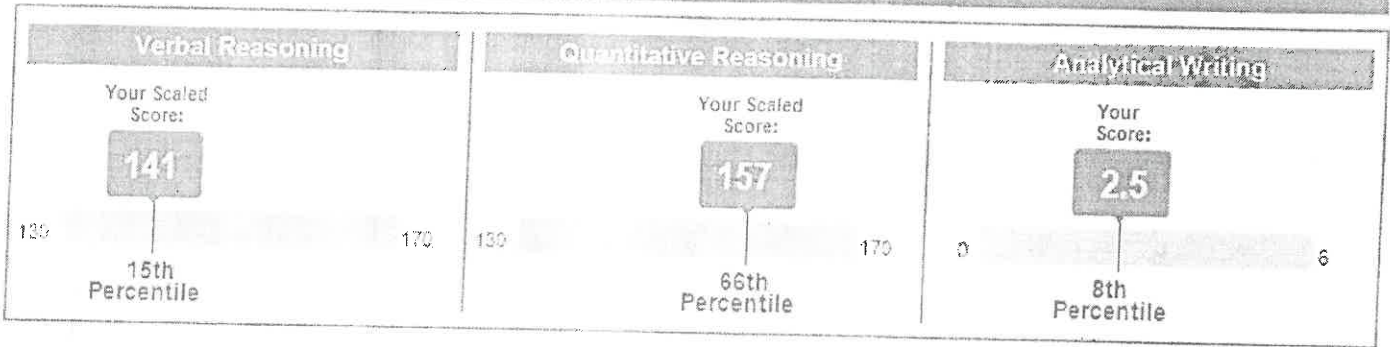 Verbal Reasoning
Your Scaled
Score:
141
130
170
15th
Percentile
Quantitative Reasoning
Your Scaled
Score:
157
130
170
66th
Percentile
Analytical Writing
Your
Score:
2.5
0
6
8th
Percentile